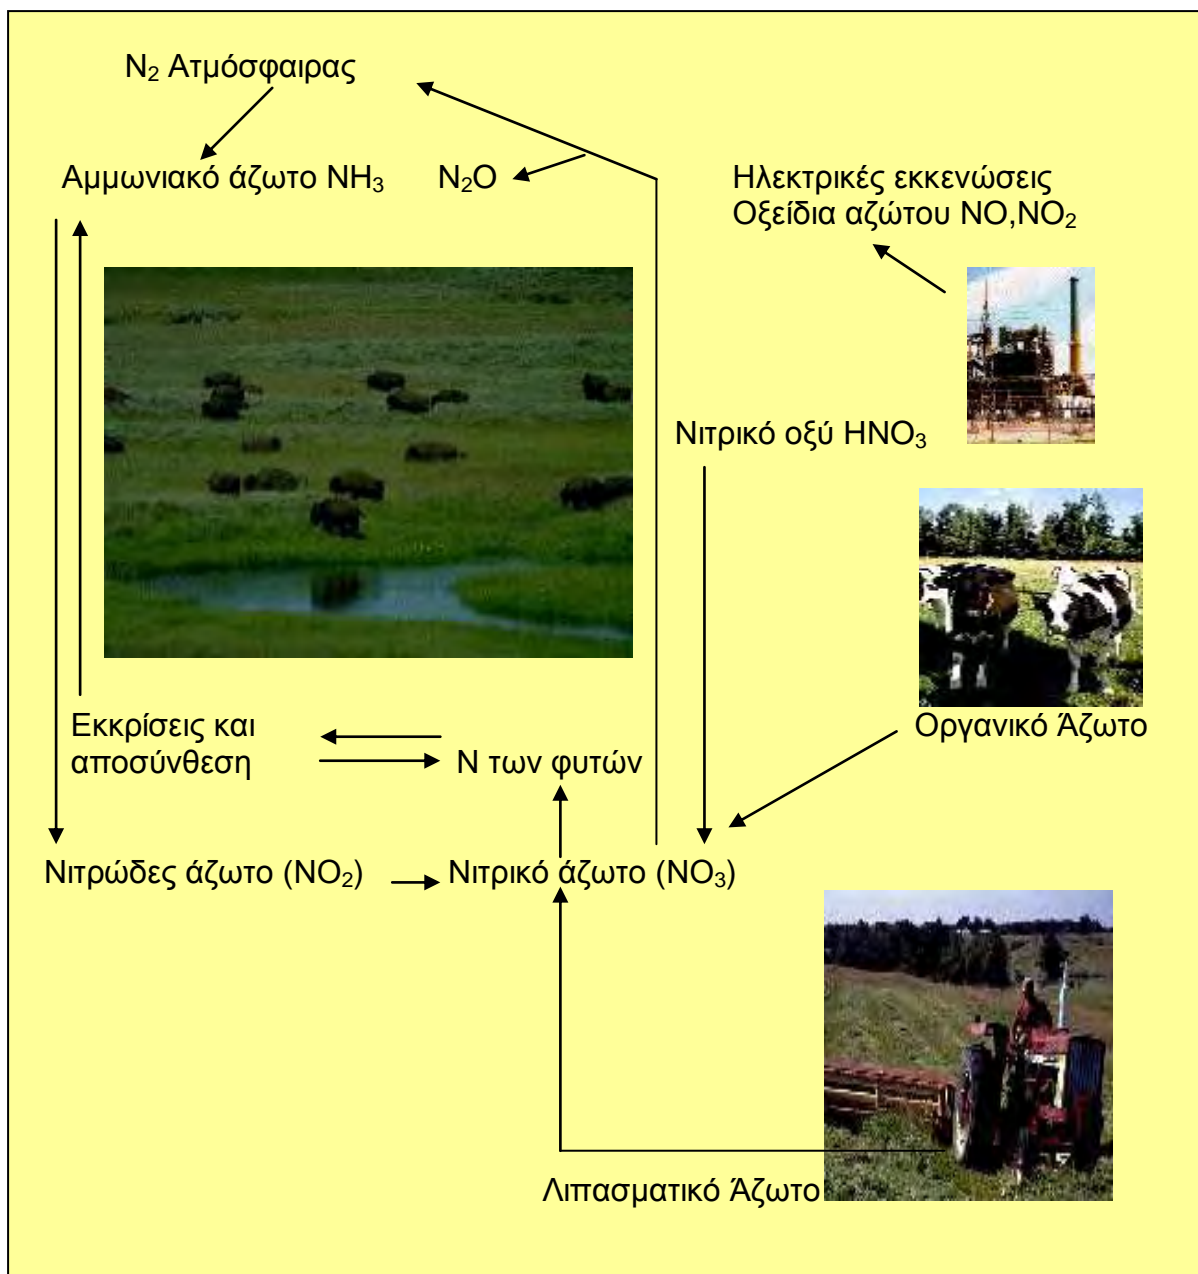 N₂ Ατμόσφαιρας
Αμμωνιακό άζωτο NH₃
N₂O
Ηλεκτρικές εκκενώσεις
Οξείδια αζώτου NO,NO₂
Νιτρικό οξύ HNO₃
Οργανικό Άζωτο
Εκκρίσεις και
αποσύνθεση
Ν των φυτών
Νιτρώδες άζωτο (NO₂)
Νιτρικό άζωτο (NO₃)
Λιπασματικό Άζωτο